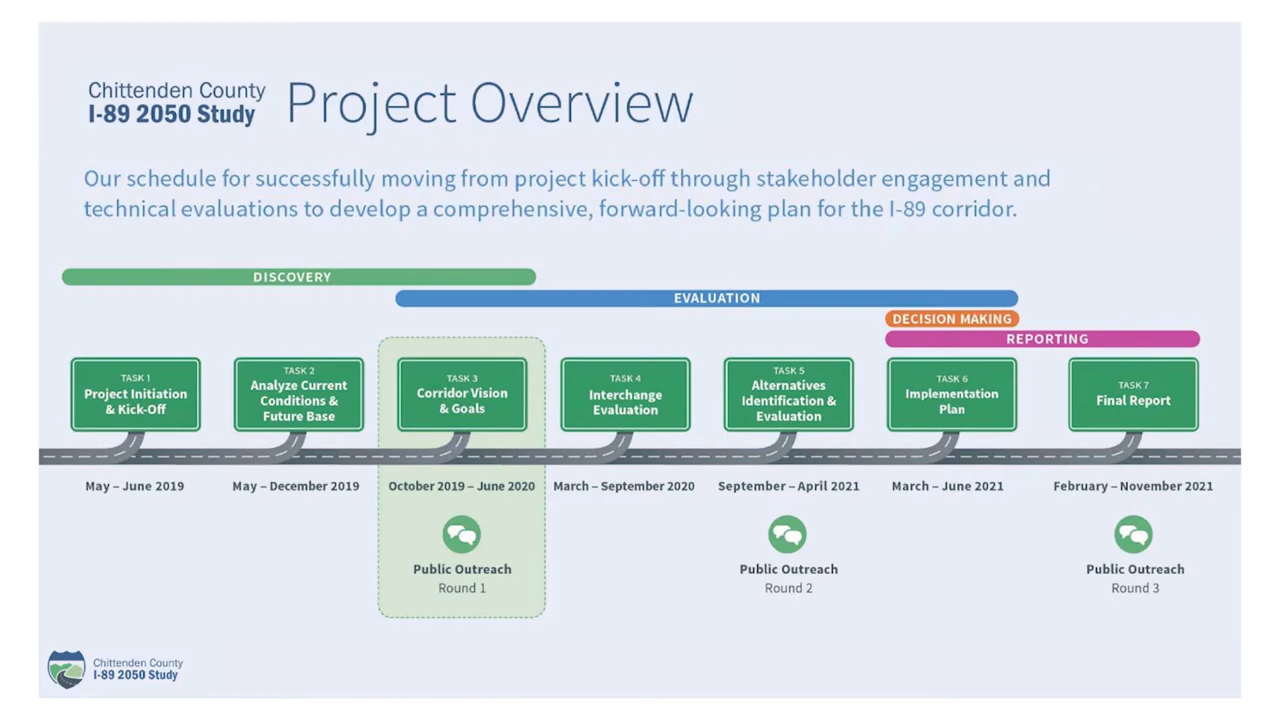 Chittenden County
I-89 2050 Study
Project Overview
Our schedule for successfully moving from project kick-off through stakeholder engagement and
technical evaluations to develop a comprehensive, forward-looking plan for the I-89 corridor.
DISCOVERY
EVALUATION
DECISION MAKING
REPORTING
TASK 1
Project Initiation
& Kick-Off
TASK 2
Analyze Current
Conditions &
Future Base
TASK 3
Corridor Vision
& Goals
TASK 4
Interchange
Evaluation
TASK 5
Alternatives
Identification &
Evaluation
TASK 6
Implementation
Plan
TASK 7
Final Report
May – June 2019
May – December 2019
October 2019 – June 2020
March – September 2020
September – April 2021
March – June 2021
February – November 2021
Public Outreach
Round 1
Public Outreach
Round 2
Public Outreach
Round 3
Chittenden County
I-89 2050 Study